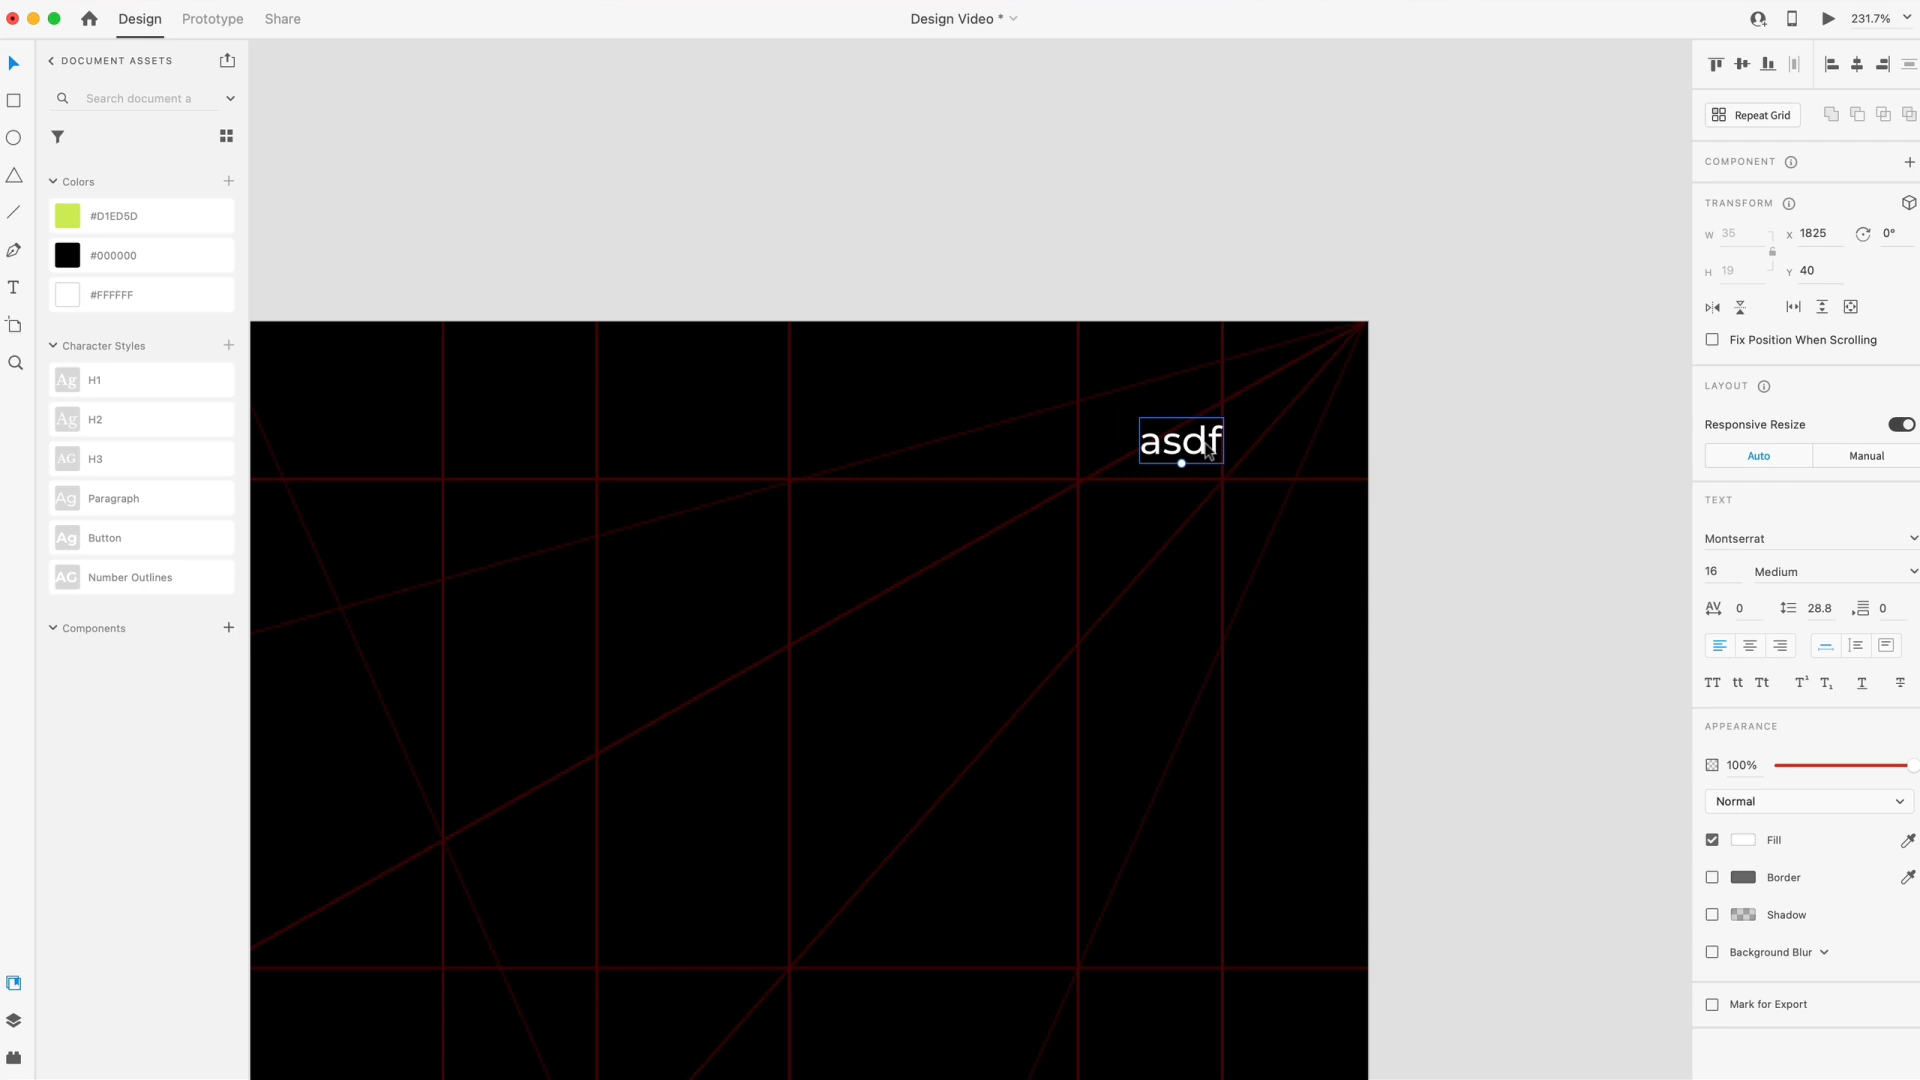 Design Prototype Share Design Video * 231.7%
DOCUMENT ASSETS
Search document a
Colors
#D1ED5D
#000000
#FFFFFF
Character Styles
Ag H1
Ag H2
AG H3
Ag Paragraph
Ag Button
AG Number Outlines
Components
asdf
Repeat Grid
COMPONENT
TRANSFORM
W 35 X 1825 0°
H 19 Y 40
Fix Position When Scrolling
LAYOUT
Responsive Resize
Auto Manual
TEXT
Montserrat
16 Medium
AV 0 28.8 0
TT tt Tt T¹ T₁ T T
APPEARANCE
100%
Normal
Fill
Border
Shadow
Background Blur
Mark for Export